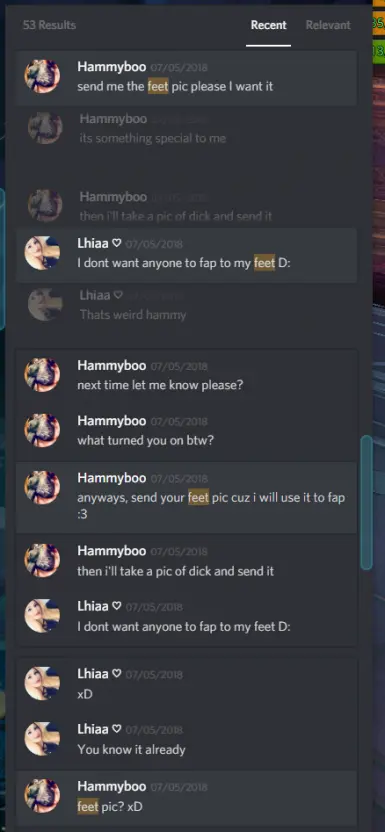 53 Results Recent Relevant
Hammyboo 07/05/2018
send me the feet pic please I want it
Hammyboo
its something special to me
Hammyboo
then i'll take a pic of dick and send it
Lhiaa ♡ 07/05/2018
I dont want anyone to fap to my feet D:
Lhiaa ♡
Thats weird hammy
Hammyboo 07/05/2018
next time let me know please?
Hammyboo 07/05/2018
what turned you on btw?
Hammyboo 07/05/2018
anyways, send your feet pic cuz i will use it to fap
:3
Hammyboo 07/05/2018
then i'll take a pic of dick and send it
Lhiaa ♡ 07/05/2018
I dont want anyone to fap to my feet D:
Lhiaa ♡ 07/05/2018
xD
Lhiaa ♡ 07/05/2018
You know it already
Hammyboo 07/05/2018
feet pic? xD